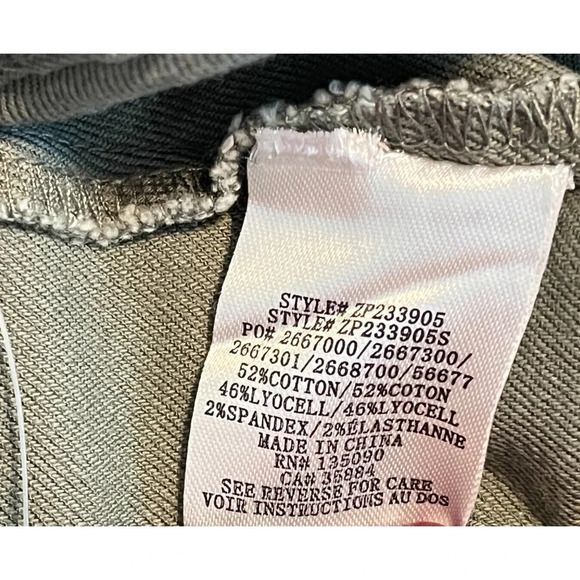 STYLE# ZP233905
STYLE# ZP233905S
PO# 2667000/2667300/
2667301/2668700/56677
52%COTTON/52%COTON
46%LYOCELL/46%LYOCELL
2%SPANDEX/2%ÉLASTHANNE
MADE IN CHINA
RN# 135090
CA# 35884
SEE REVERSE FOR CARE
VOIR INSTRUCTIONS AU DOS